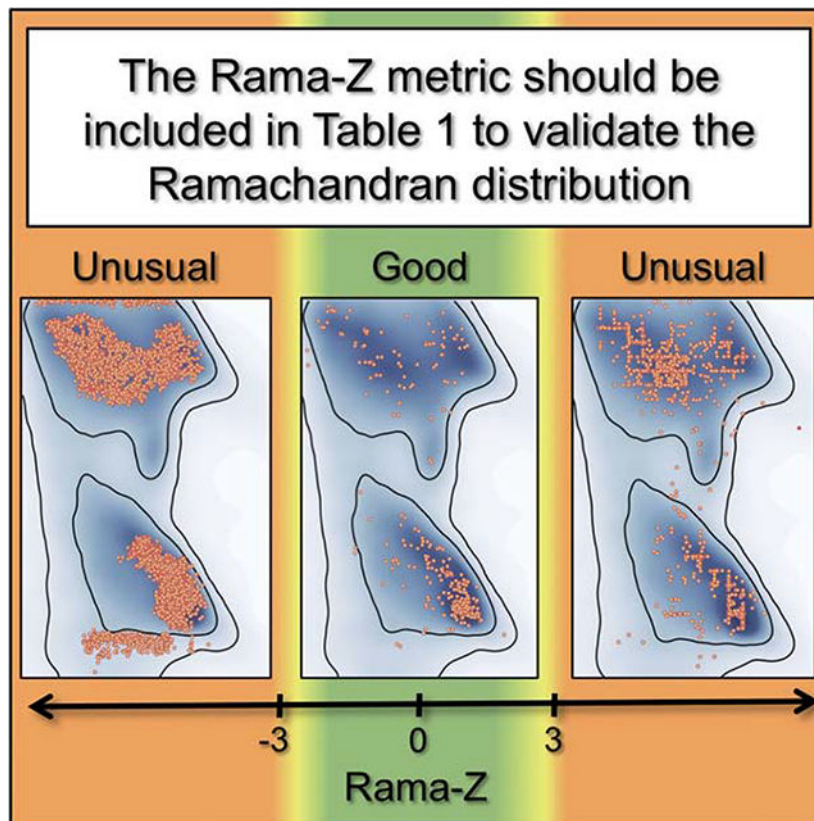 The Rama-Z metric should be
included in Table 1 to validate the
Ramachandran distribution
Unusual
Good
Unusual
-3
0
3
Rama-Z